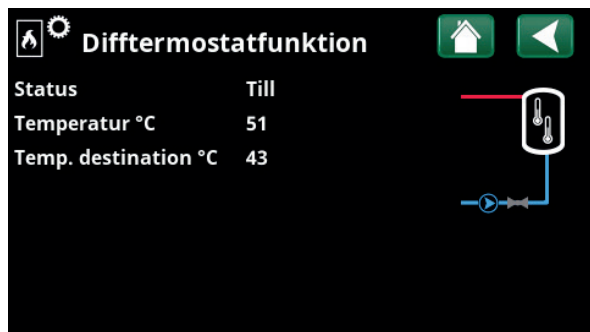 Difftermostatfunktion
Status Till
Temperatur °C 51
Temp. destination °C 43